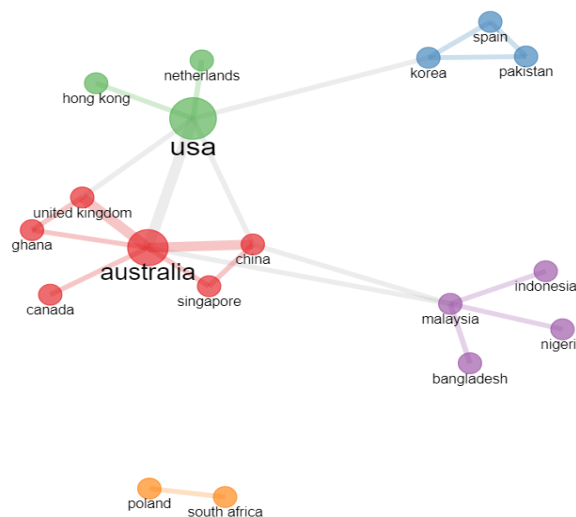 spain
korea
pakistan
netherlands
hong kong
usa
united kingdom
ghana
australia
china
canada
singapore
indonesia
malaysia
nigeri
bangladesh
poland
south africa